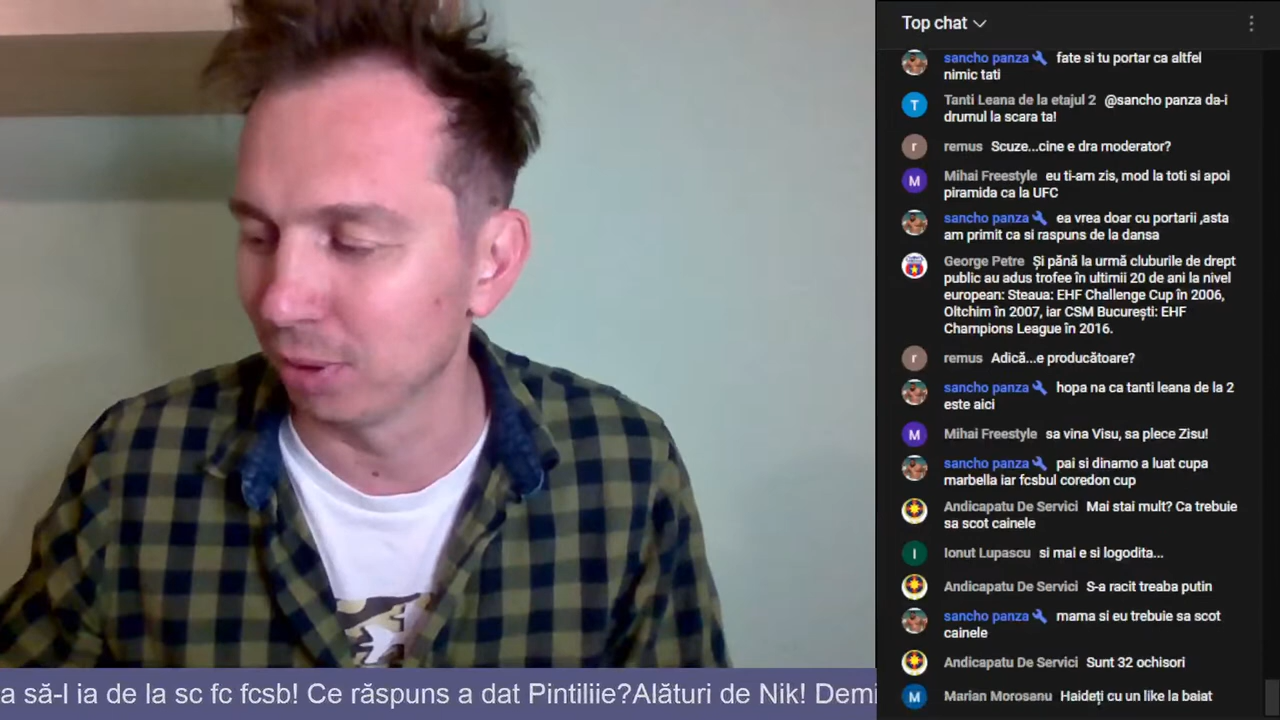 Top chat
sancho panza fate si tu portar ca altfel
nimic tati
T Tanti Leana de la etajul 2 @sancho panza da-i
drumul la scara ta!
r remus Scuze...cine e dra moderator?
M Mihai Freestyle eu ti-am zis, mod la toti si apoi
piramida ca la UFC
sancho panza ea vrea doar cu portarii ,asta
am primit ca si raspuns de la dansa
George Petre Și până la urmă cluburile de drept
public au adus trofee în ultimii 20 de ani la nivel
european: Steaua: EHF Challenge Cup în 2006,
Oltchim în 2007, iar CSM București: EHF
Champions League în 2016.
r remus Adică...e producătoare?
sancho panza hopa na ca tanti leana de la 2
este aici
M Mihai Freestyle sa vina Visu, sa plece Zisu!
sancho panza pai si dinamo a luat cupa
marbella iar fcsbul coredon cup
Andicapatu De Servici Mai stai mult? Ca trebuie
sa scot cainele
I Ionut Lupascu si mai e si logodita...
Andicapatu De Servici S-a racit treaba putin
sancho panza mama si eu trebuie sa scot
cainele
Andicapatu De Servici Sunt 32 ochisori
M Marian Morosanu Haideți cu un like la baiat
a să-l ia de la sc fc fcsb! Ce răspuns a dat Pintiliie?Alături de Nik! Demi